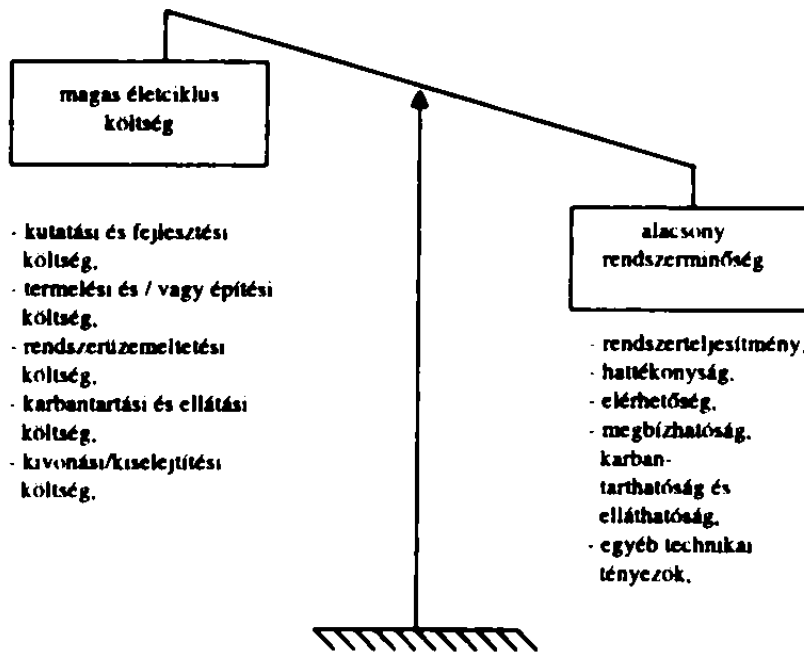 magas életciklus
költség
- kutatási és fejlesztési
költség,
- termelési és / vagy építési
költség,
- rendszerüzemeltetési
költség,
- karbantartási és ellátási
költség,
- kivonási/kiselejtítési
költség,
alacsony
rendszerminőség
- rendszerteljesítmény,
- hatékonyság,
- elérhetőség,
- megbízhatóság,
karban-
tarthatóság és
elláthatóság,
- egyéb technikai
tényezők,